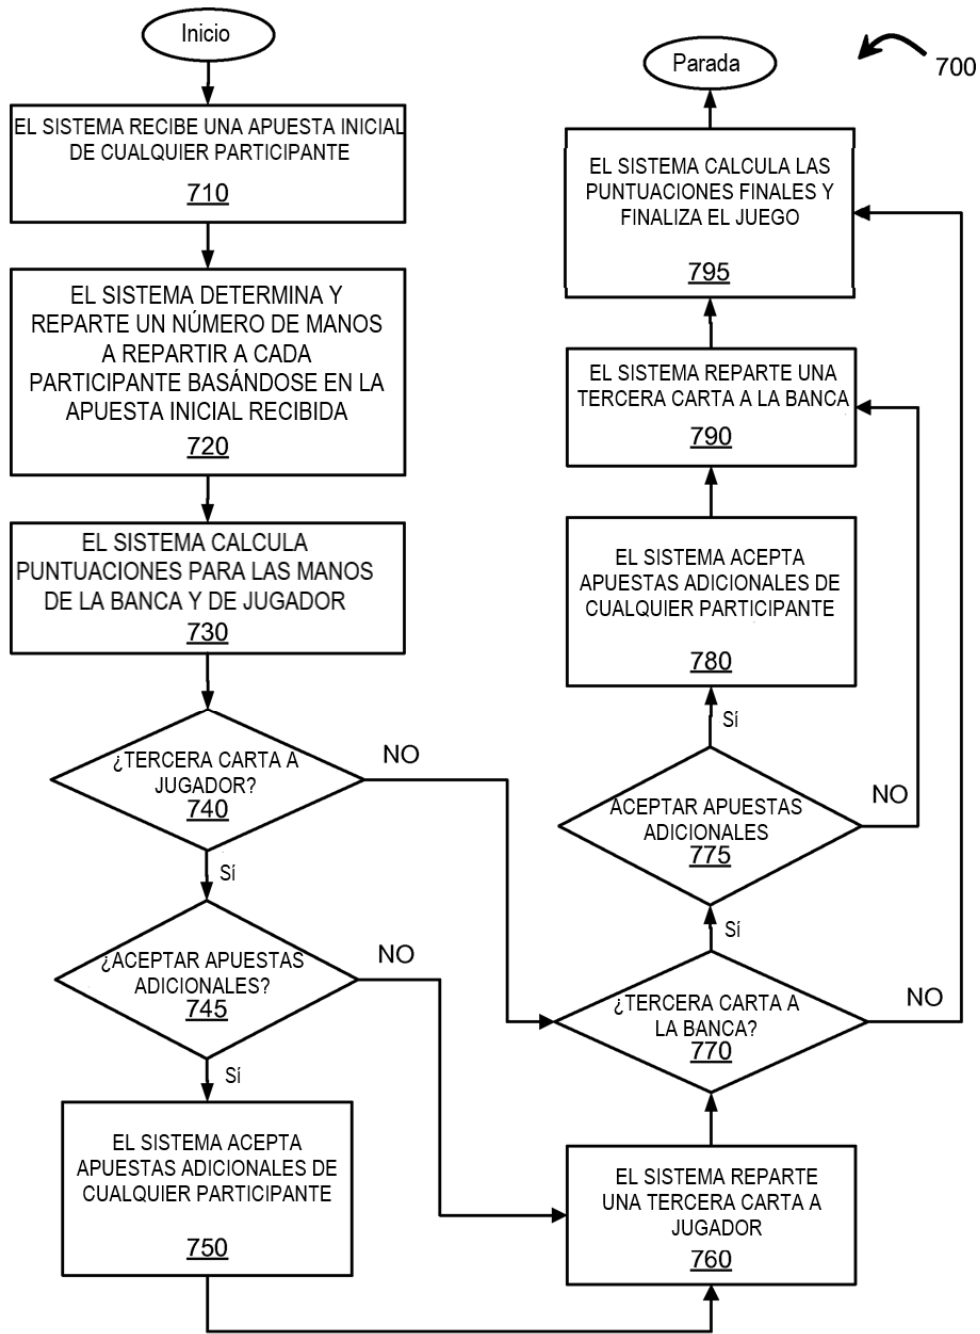 Inicio
EL SISTEMA RECIBE UNA APUESTA INICIAL
DE CUALQUIER PARTICIPANTE
710
EL SISTEMA DETERMINA Y
REPARTE UN NÚMERO DE MANOS
A REPARTIR A CADA
PARTICIPANTE BASÁNDOSE EN LA
APUESTA INICIAL RECIBIDA
720
EL SISTEMA CALCULA
PUNTUACIONES PARA LAS MANOS
DE LA BANCA Y DE JUGADOR
730
¿TERCERA CARTA A
JUGADOR?
740
NO
Sí
¿ACEPTAR APUESTAS
ADICIONALES?
745
NO
Sí
EL SISTEMA ACEPTA
APUESTAS ADICIONALES DE
CUALQUIER PARTICIPANTE
750
700
Parada
EL SISTEMA CALCULA LAS
PUNTUACIONES FINALES Y
FINALIZA EL JUEGO
795
EL SISTEMA REPARTE UNA
TERCERA CARTA A LA BANCA
790
EL SISTEMA ACEPTA
APUESTAS ADICIONALES DE
CUALQUIER PARTICIPANTE
780
Sí
ACEPTAR APUESTAS
ADICIONALES
775
NO
Sí
¿TERCERA CARTA A
LA BANCA?
770
NO
EL SISTEMA REPARTE
UNA TERCERA CARTA A
JUGADOR
760